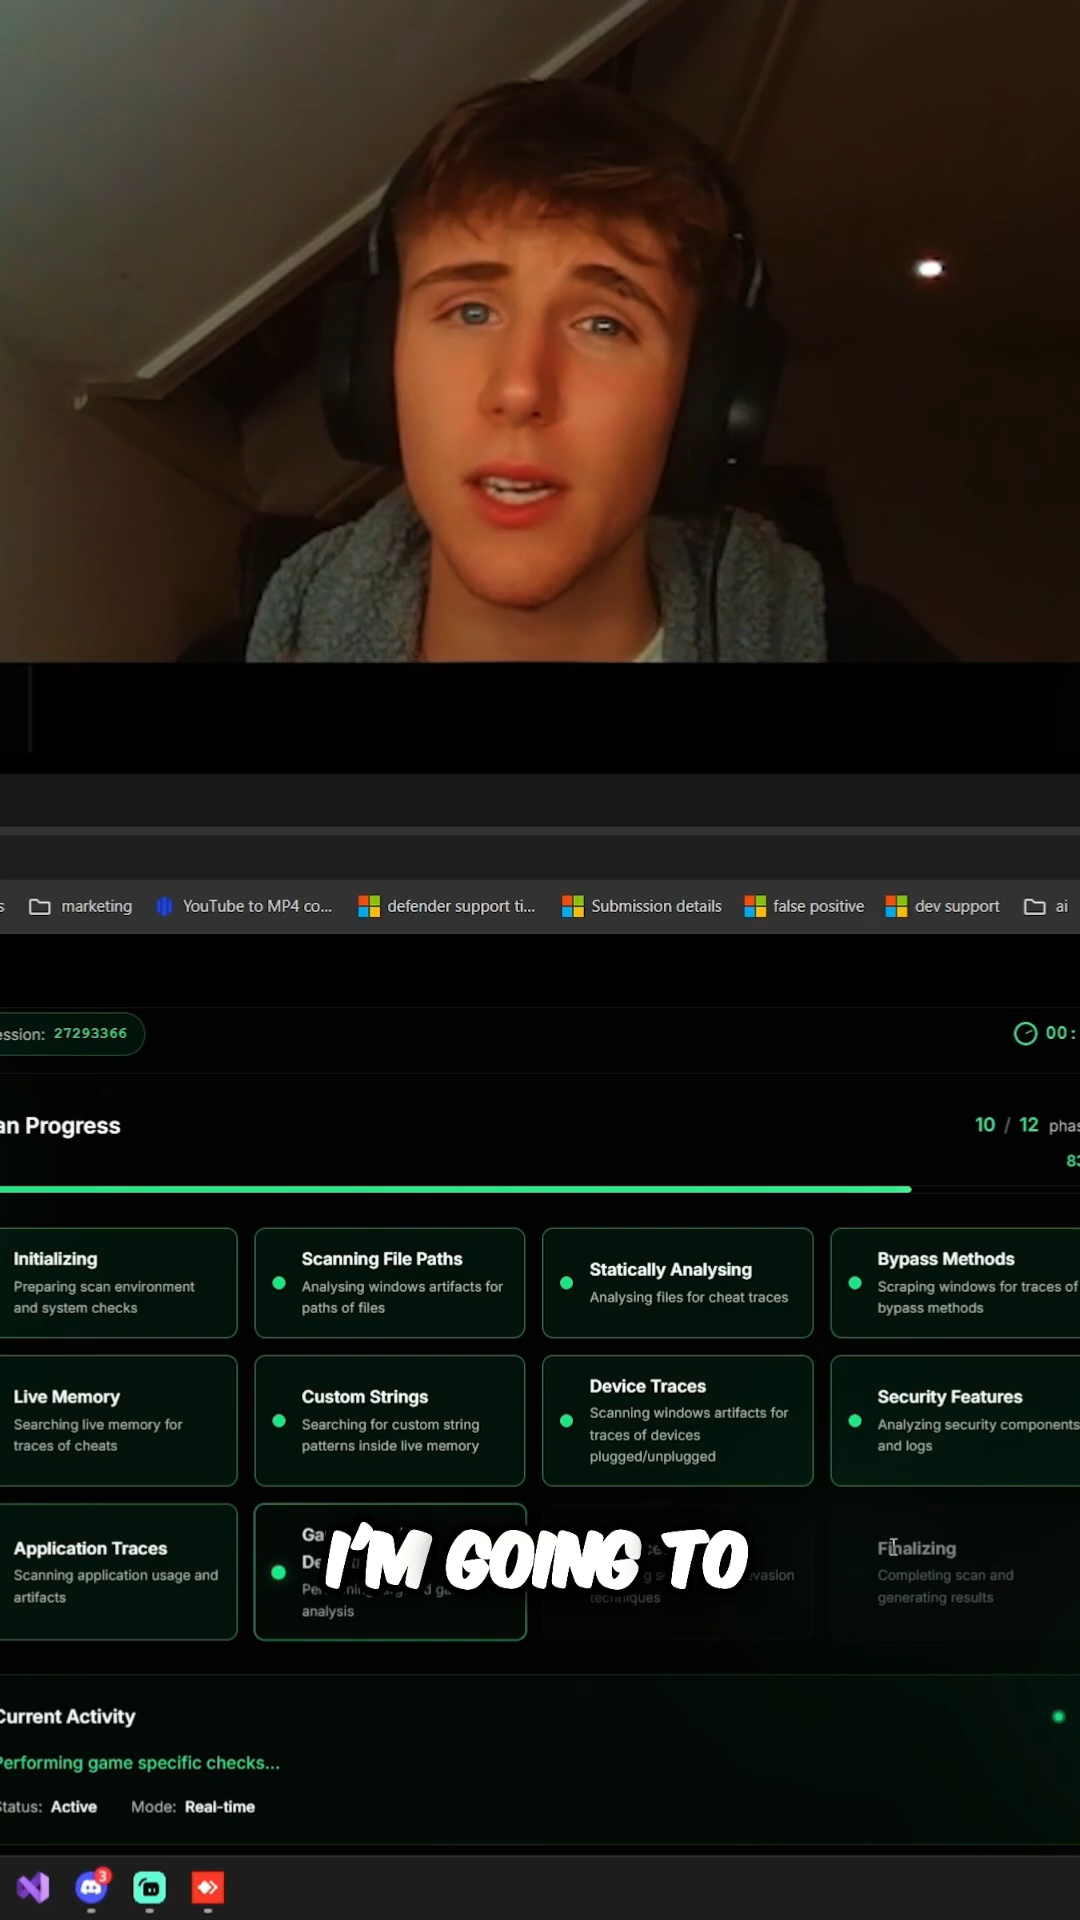 marketing
YouTube to MP4 co...
defender support ti...
Submission details
false positive
dev support
ai
ession: 27293366
00:
an Progress
10 / 12 phas
83
Initializing
Preparing scan environment
and system checks
Scanning File Paths
Analysing windows artifacts for
paths of files
Statically Analysing
Analysing files for cheat traces
Bypass Methods
Scraping windows for traces of
bypass methods
Live Memory
Searching live memory for
traces of cheats
Custom Strings
Searching for custom string
patterns inside live memory
Device Traces
Scanning windows artifacts for
traces of devices
plugged/unplugged
Security Features
Analyzing security components
and logs
Application Traces
Scanning application usage and
artifacts
analysis
evasion
techniques
Finalizing
Completing scan and
generating results
I'M GOING TO
Current Activity
Performing game specific checks...
Status: Active Mode: Real-time
3